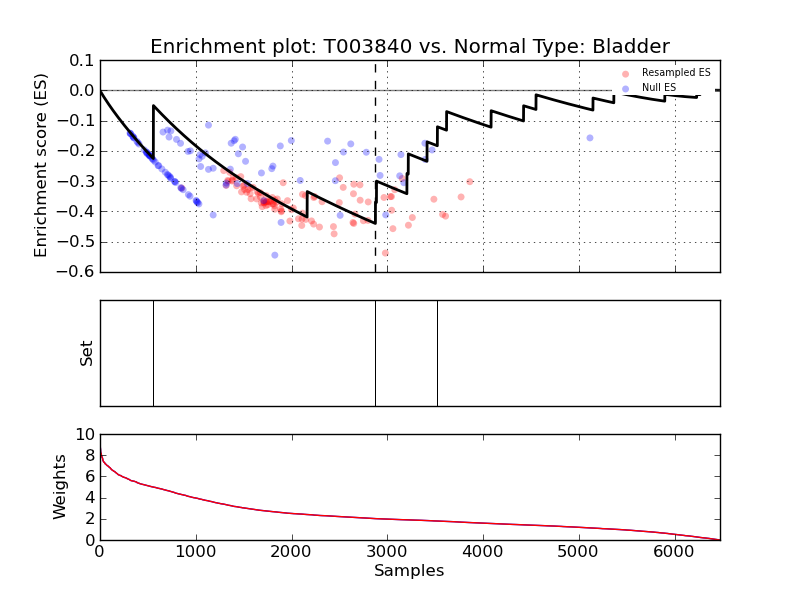 Enrichment plot: T003840 vs. Normal Type: Bladder
Enrichment score (ES)
0.1
0.0
−0.1
−0.2
−0.3
−0.4
−0.5
−0.6
Resampled ES
Null ES
Set
Weights
10
8
6
4
2
0
0 1000 2000 3000 4000 5000 6000
Samples